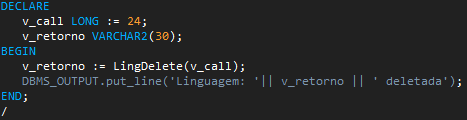 DECLARE
v_call LONG := 24;
v_retorno VARCHAR2(30);
BEGIN
v_retorno := LingDelete(v_call);
DBMS_OUTPUT.put_line('Linguagem: '|| v_retorno || ' deletada');
END;
/